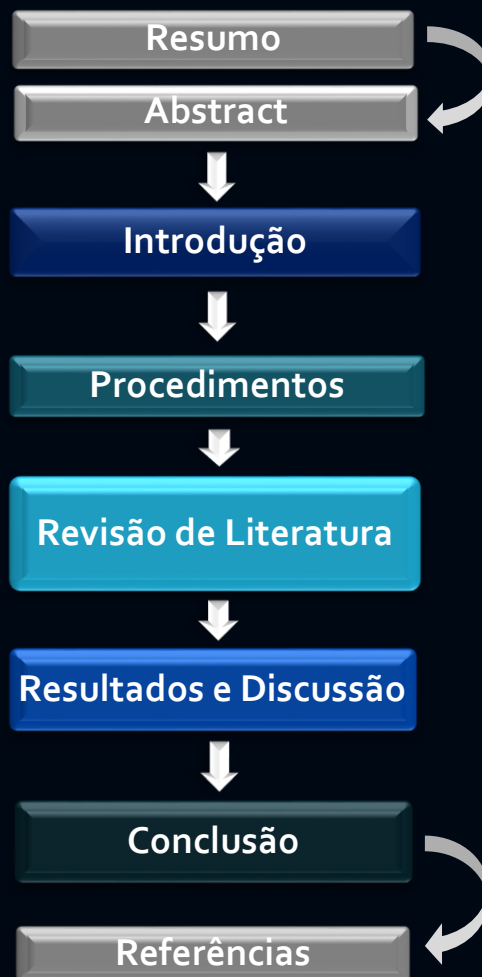 Resumo
Abstract
Introdução
Procedimentos
Revisão de Literatura
Resultados e Discussão
Conclusão
Referências